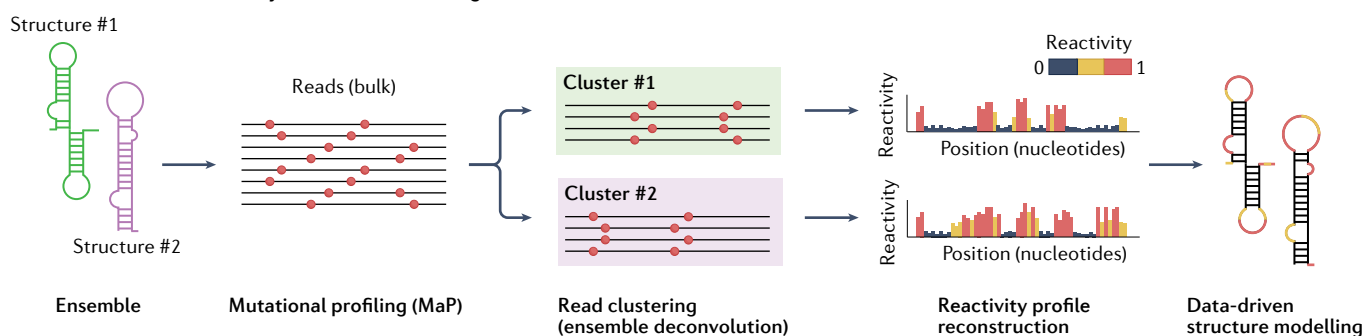 Structure #1
Structure #2
Reads (bulk)
Cluster #1
Cluster #2
Reactivity
0 1
Reactivity
Position (nucleotides)
Reactivity
Position (nucleotides)
Ensemble
Mutational profiling (MaP)
Read clustering
(ensemble deconvolution)
Reactivity profile
reconstruction
Data-driven
structure modelling